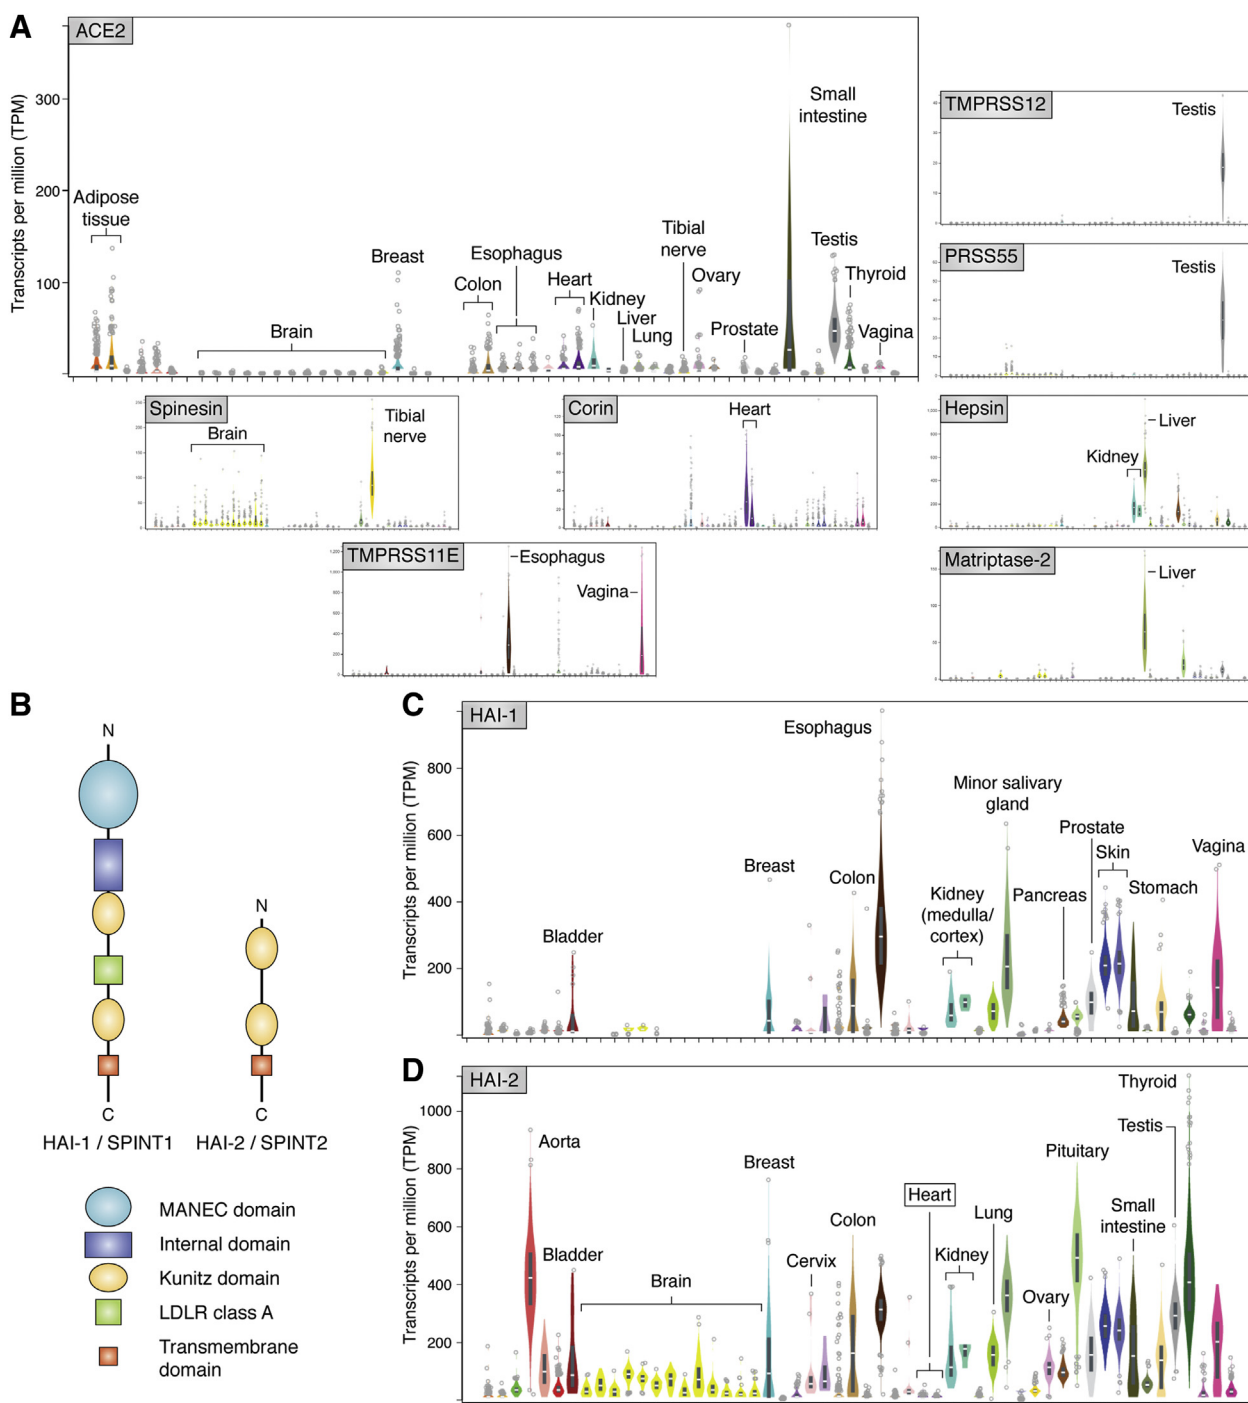 A
ACE2
Transcripts per million (TPM)
300
200
100
Adipose
tissue
Brain
Breast
Colon
Esophagus
Heart
Kidney
Liver
Lung
Tibial
nerve
Ovary
Prostate
Small
intestine
Testis
Thyroid
Vagina
TMPRSS12
Testis
PRSS55
Testis
Spinesin
Brain
Tibial
nerve
Corin
Heart
Hepsin
Liver
Kidney
TMPRSS11E
Esophagus
Vagina
Matriptase-2
Liver
B
N
C
HAI-1 / SPINT1
N
C
HAI-2 / SPINT2
MANEC domain
Internal domain
Kunitz domain
LDLR class A
Transmembrane
domain
C
HAI-1
Transcripts per million (TPM)
800
600
400
200
Bladder
Breast
Colon
Esophagus
Kidney
(medulla/
cortex)
Minor salivary
gland
Pancreas
Prostate
Skin
Stomach
Vagina
D
HAI-2
Transcripts per million (TPM)
1000
800
600
400
200
Aorta
Bladder
Brain
Breast
Cervix
Colon
Heart
Kidney
Lung
Ovary
Pituitary
Small
intestine
Testis
Thyroid